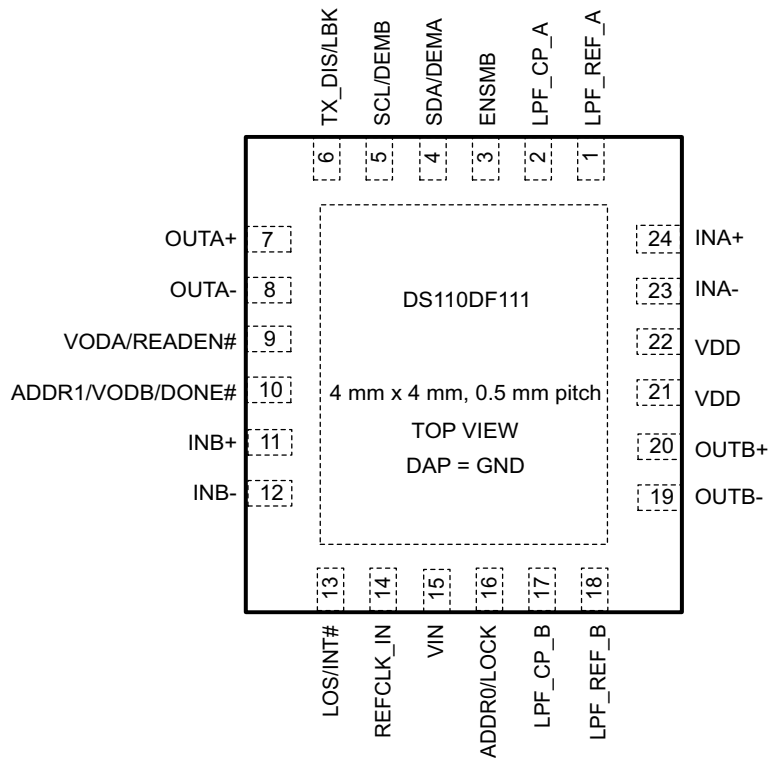 TX_DIS/LBK
SCL/DEMB
SDA/DEMA
ENSMB
LPF_CP_A
LPF_REF_A
6
5
4
3
2
1
OUTA+ 7
OUTA- 8
VODA/READEN# 9
ADDR1/VODB/DONE# 10
INB+ 11
INB- 12
DS110DF111
4 mm x 4 mm, 0.5 mm pitch
TOP VIEW
DAP = GND
24 INA+
23 INA-
22 VDD
21 VDD
20 OUTB+
19 OUTB-
13
14
15
16
17
18
LOS/INT#
REFCLK_IN
VIN
ADDR0/LOCK
LPF_CP_B
LPF_REF_B